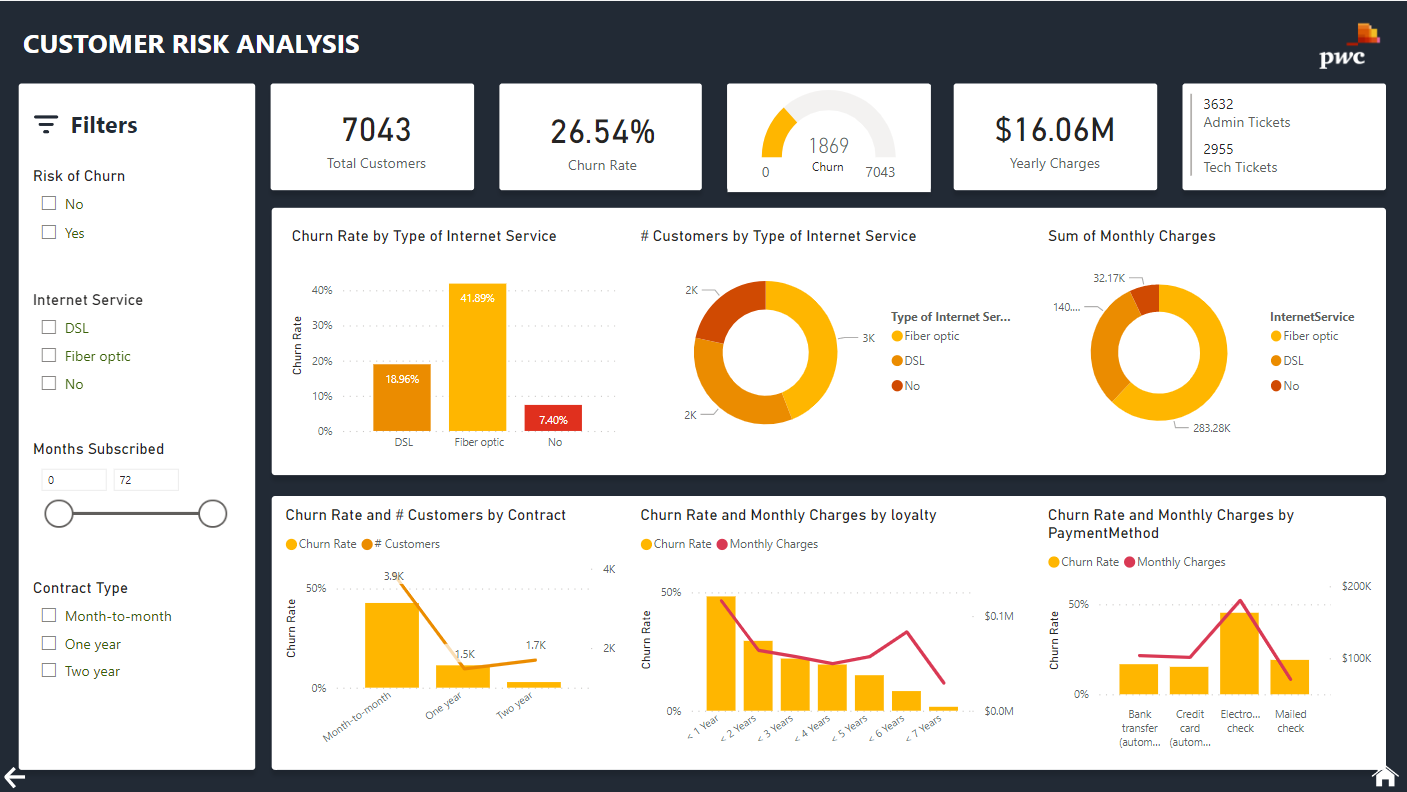 CUSTOMER RISK ANALYSIS
pwc
Filters
Risk of Churn
No
Yes
Internet Service
DSL
Fiber optic
No
Months Subscribed
0 72
Contract Type
Month-to-month
One year
Two year
7043
Total Customers
26.54%
Churn Rate
1869
Churn
0 7043
$16.06M
Yearly Charges
3632
Admin Tickets
2955
Tech Tickets
Churn Rate by Type of Internet Service
Churn Rate
40%
30%
20%
10%
0%
18.96%
41.89%
7.40%
DSL Fiber optic No
# Customers by Type of Internet Service
2K
3K
2K
Type of Internet Ser...
Fiber optic
DSL
No
Sum of Monthly Charges
32.17K
140....
283.28K
InternetService
Fiber optic
DSL
No
Churn Rate and # Customers by Contract
Churn Rate # Customers
Churn Rate
50%
0%
3.9K
1.5K
1.7K
4K
2K
Month-to-month One year Two year
Churn Rate and Monthly Charges by loyalty
Churn Rate Monthly Charges
Churn Rate
50%
0%
$0.1M
$0.0M
< 1 Year < 2 Years < 3 Years < 4 Years < 5 Years < 6 Years < 7 Years
Churn Rate and Monthly Charges by
PaymentMethod
Churn Rate Monthly Charges
Churn Rate
50%
0%
$200K
$100K
Bank
transfer
(autom...
Credit
card
(autom...
Electro...
check
Mailed
check